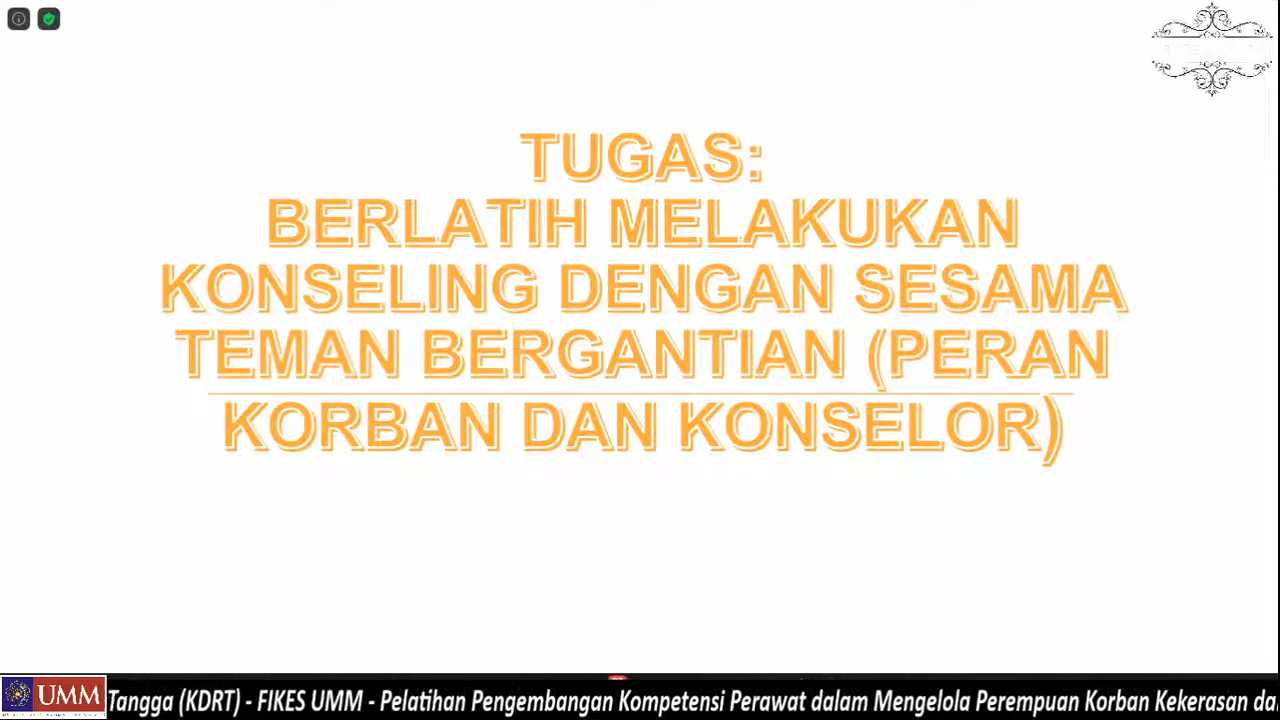 TUGAS:
BERLATIH MELAKUKAN
KONSELING DENGAN SESAMA
TEMAN BERGANTIAN (PERAN
KORBAN DAN KONSELOR)
UMM
Tangga (KDRT) - FIKES UMM - Pelatihan Pengembangan Kompetensi Perawat dalam Mengelola Perempuan Korban Kekerasan da